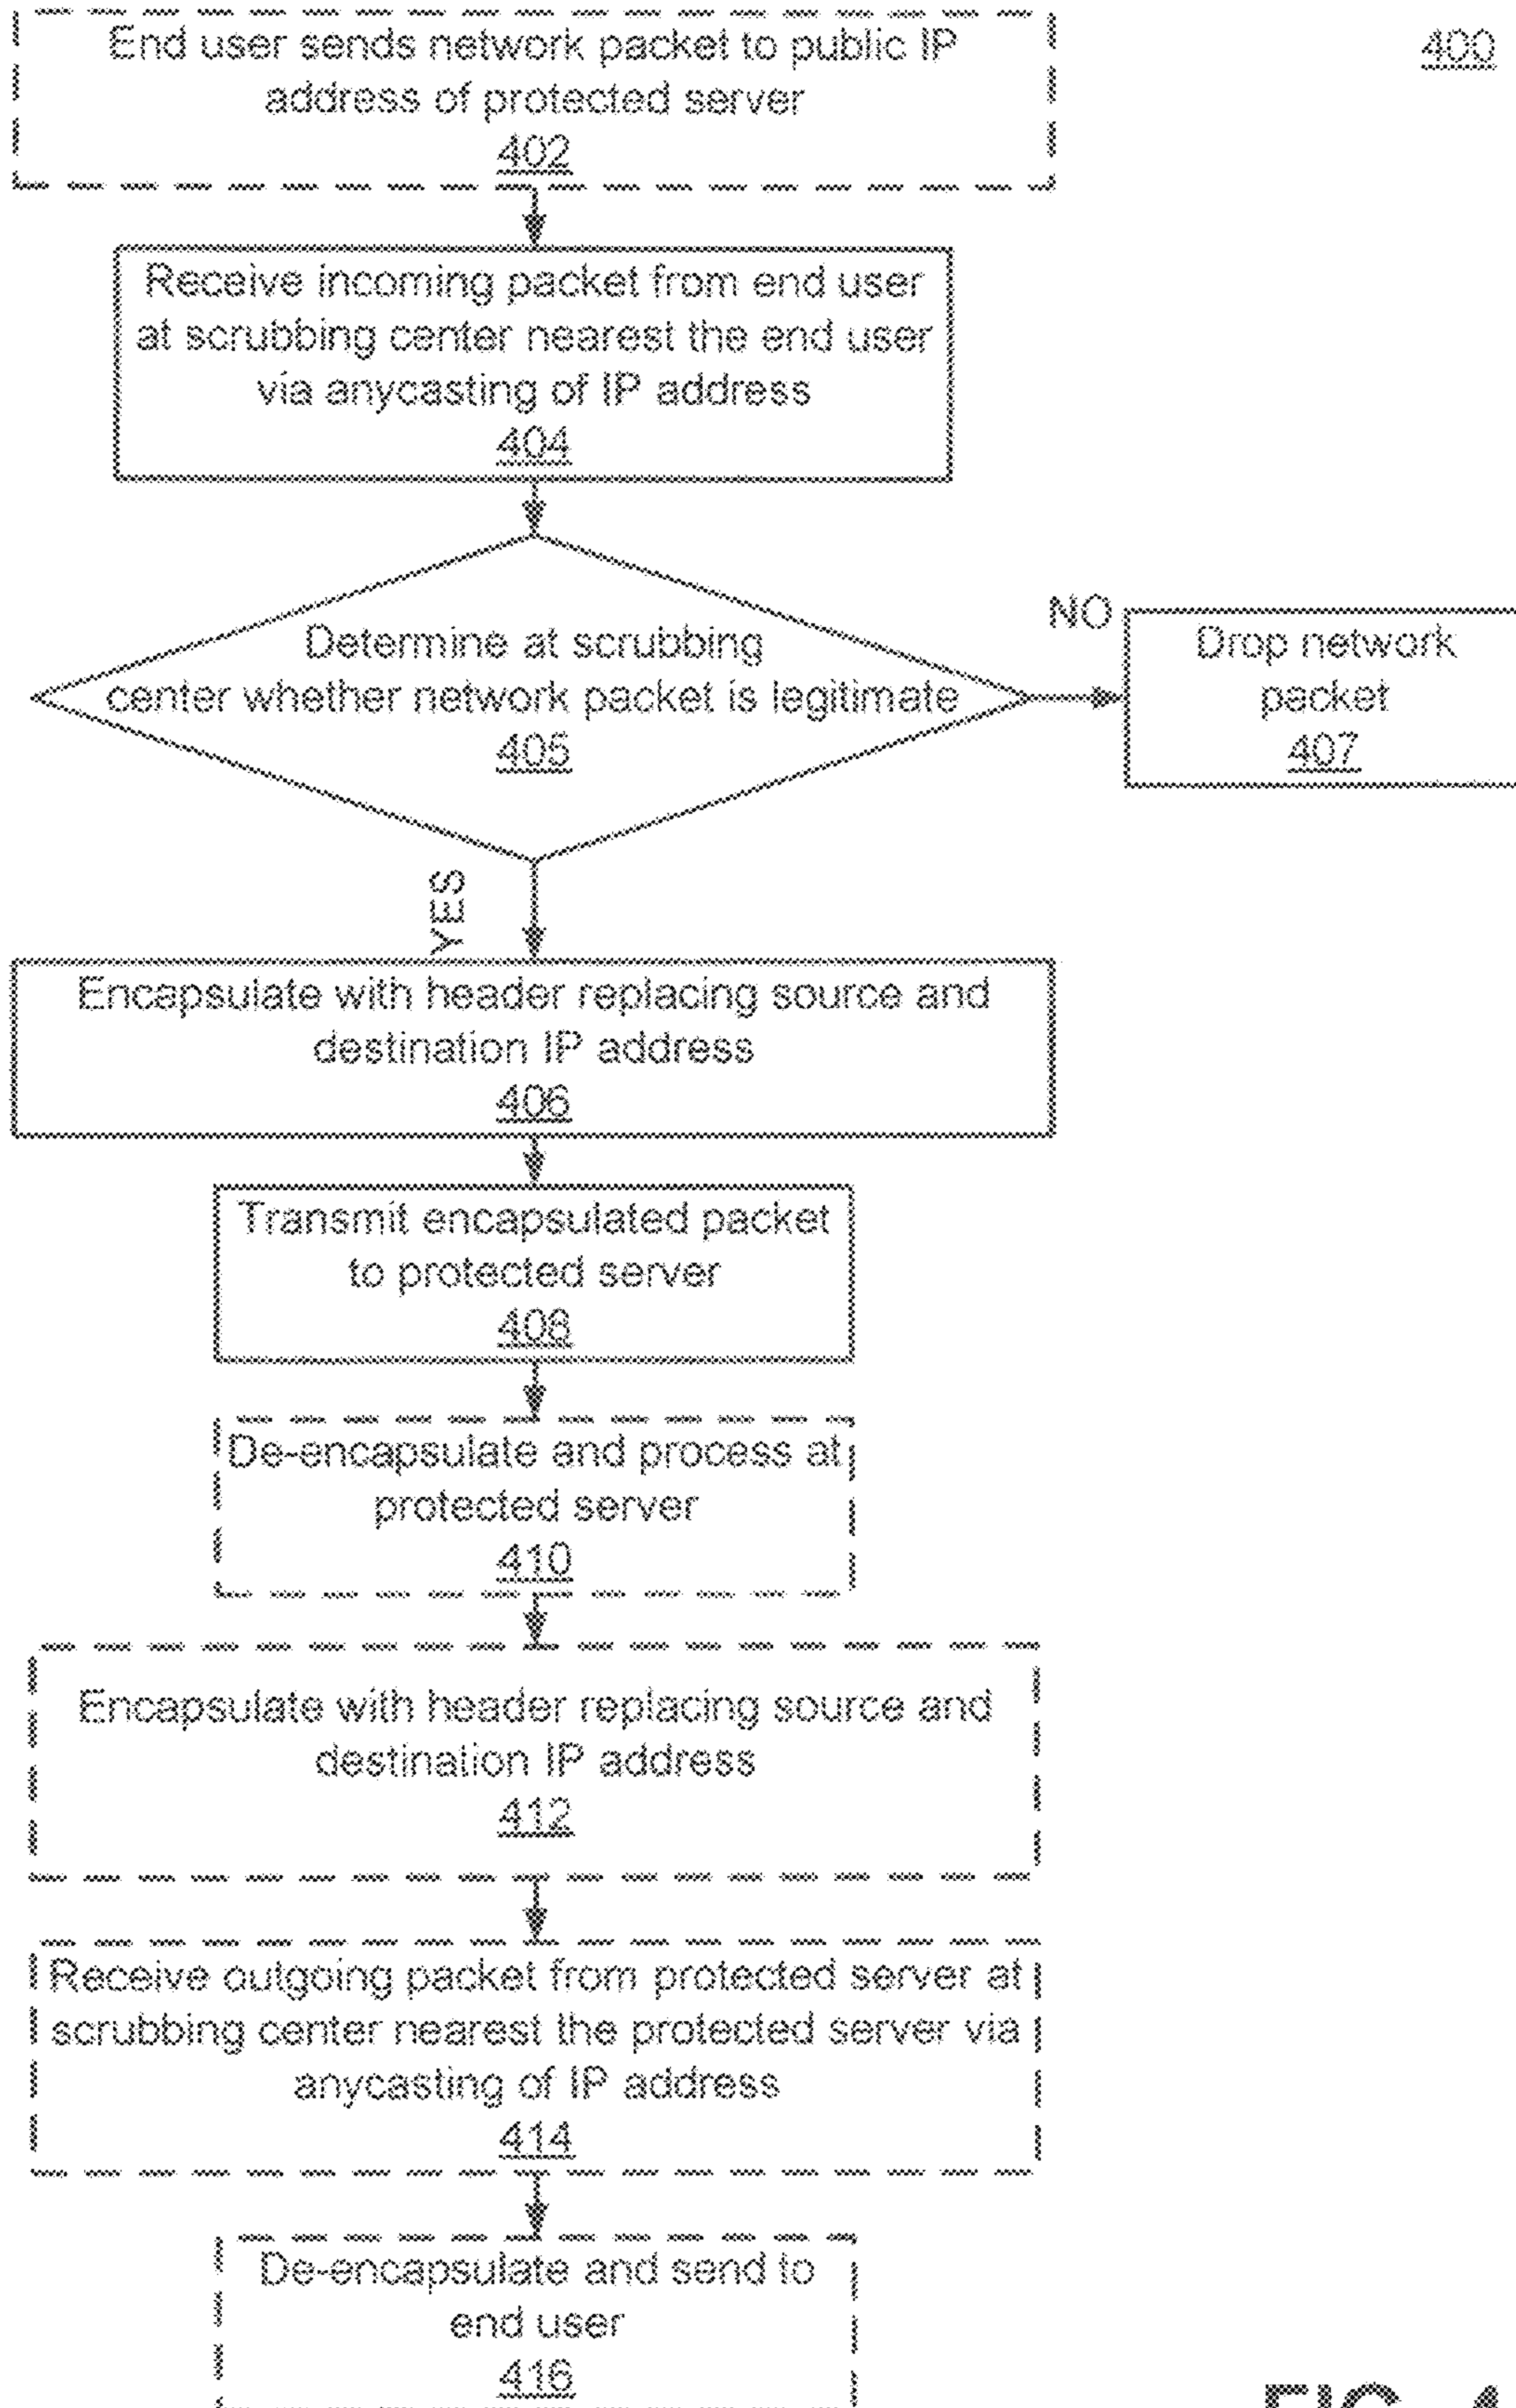 400
End user sends network packet to public IP
address of protected server
402
Receive incoming packet from end user
at scrubbing center nearest the end user
via anycasting of IP address
404
Determine at scrubbing
center whether network packet is legitimate
405
NO
Drop network
packet
407
YES
Encapsulate with header replacing source and
destination IP address
406
Transmit encapsulated packet
to protected server
408
De-encapsulate and process at
protected server
410
Encapsulate with header replacing source and
destination IP address
412
Receive outgoing packet from protected server at
scrubbing center nearest the protected server via
anycasting of IP address
414
De-encapsulate and send to
end user
416
FIG. 4